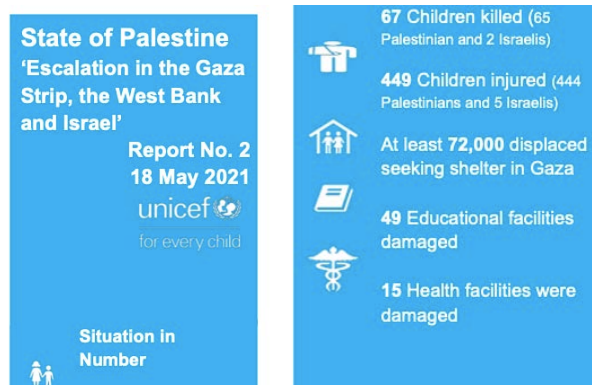 State of Palestine
'Escalation in the Gaza
Strip, the West Bank
and Israel'
Report No. 2
18 May 2021
unicef
for every child
Situation in
Number
67 Children killed (65
Palestinian and 2 Israelis)
449 Children injured (444
Palestinians and 5 Israelis)
At least 72,000 displaced
seeking shelter in Gaza
49 Educational facilities
damaged
15 Health facilities were
damaged